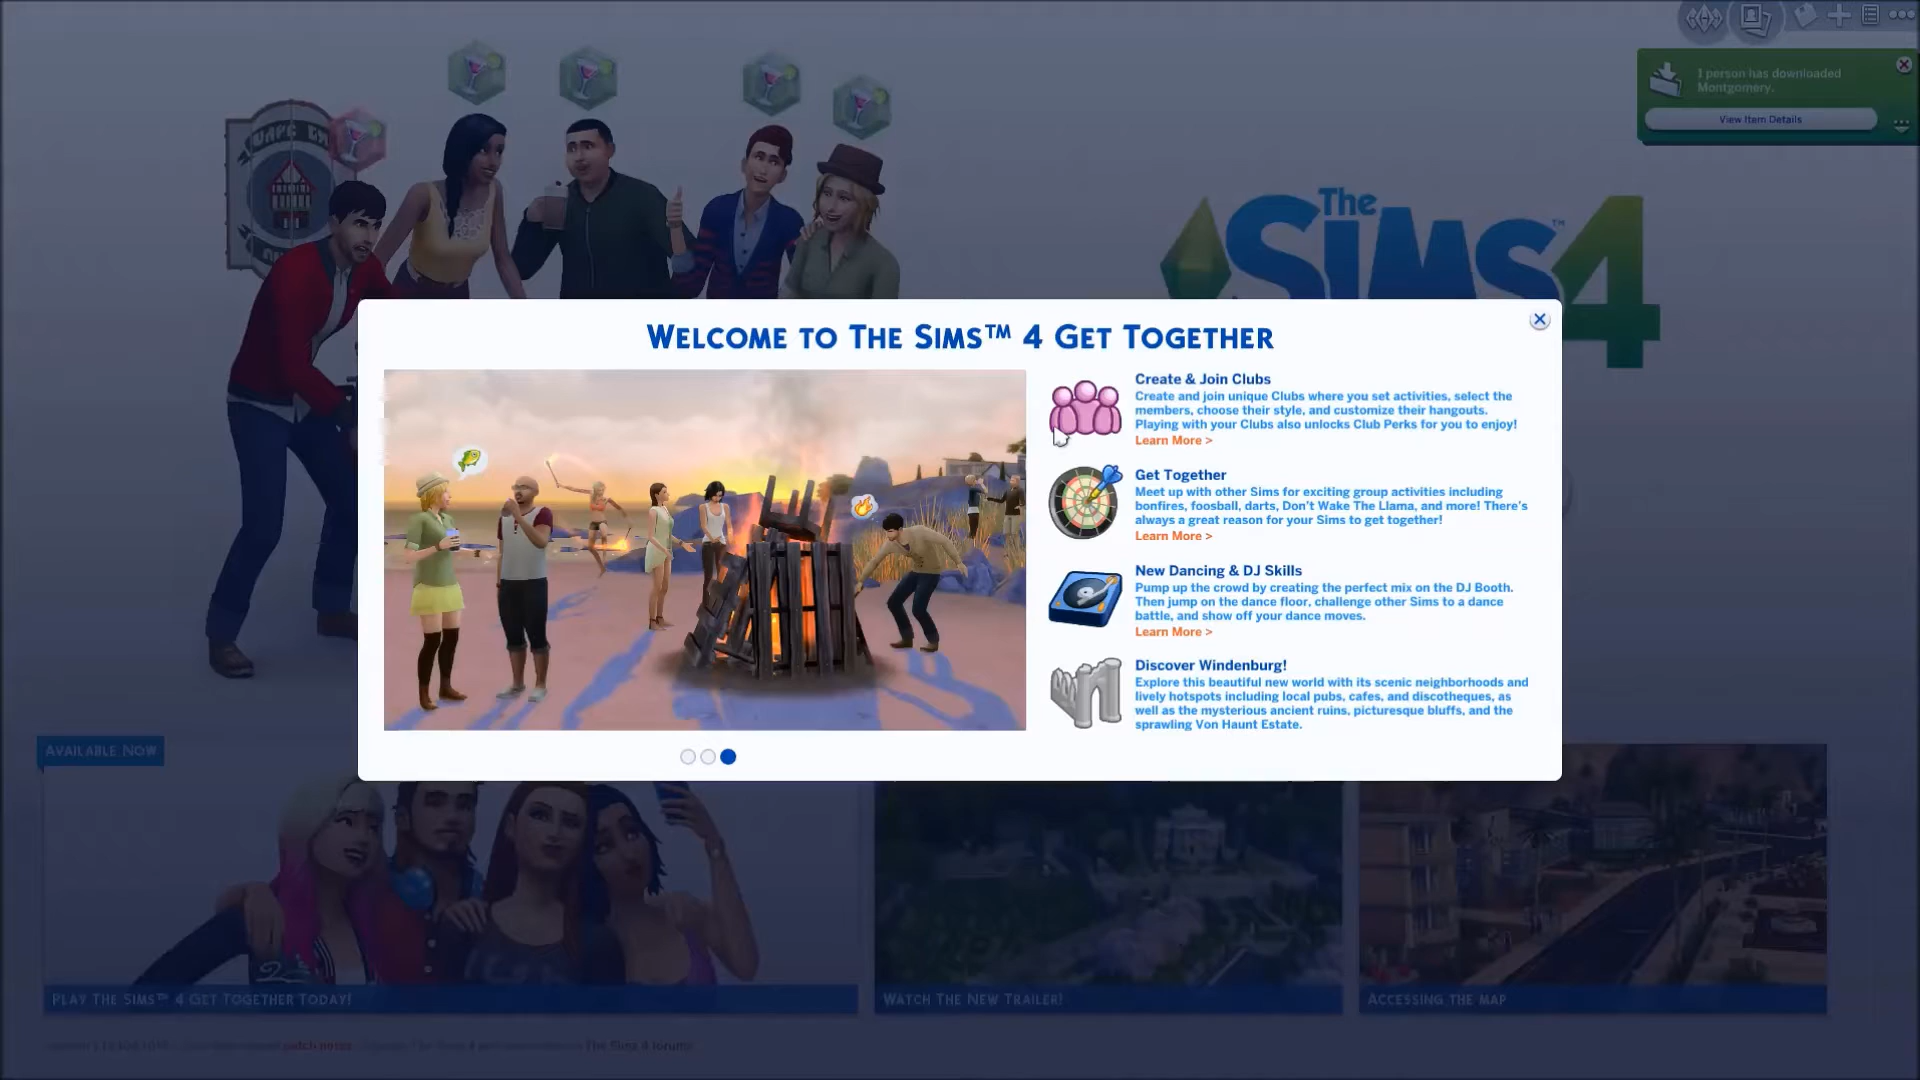 1 person has downloaded
Montgomery.
View Item Details
The
SIMS™ 4
WELCOME TO THE SIMS™ 4 GET TOGETHER
Create & Join Clubs
Create and join unique Clubs where you set activities, select the
members, choose their style, and customize their hangouts.
Playing with your Clubs also unlocks Club Perks for you to enjoy!
Learn More >
Get Together
Meet up with other Sims for exciting group activities including
bonfires, foosball, darts, Don't Wake The Llama, and more! There's
always a great reason for your Sims to get together!
Learn More >
New Dancing & DJ Skills
Pump up the crowd by creating the perfect mix on the DJ Booth.
Then jump on the dance floor, challenge other Sims to a dance
battle, and show off your dance moves.
Learn More >
Discover Windenburg!
Explore this beautiful new world with its scenic neighborhoods and
lively hotspots including local pubs, cafes, and discotheques, as
well as the mysterious ancient ruins, picturesque bluffs, and the
sprawling Von Haunt Estate.
AVAILABLE NOW
PLAY THE SIMS™ 4 GET TOGETHER TODAY!
WATCH THE NEW TRAILER!
ACCESSING THE MAP
patch notes The Sims 4 forums